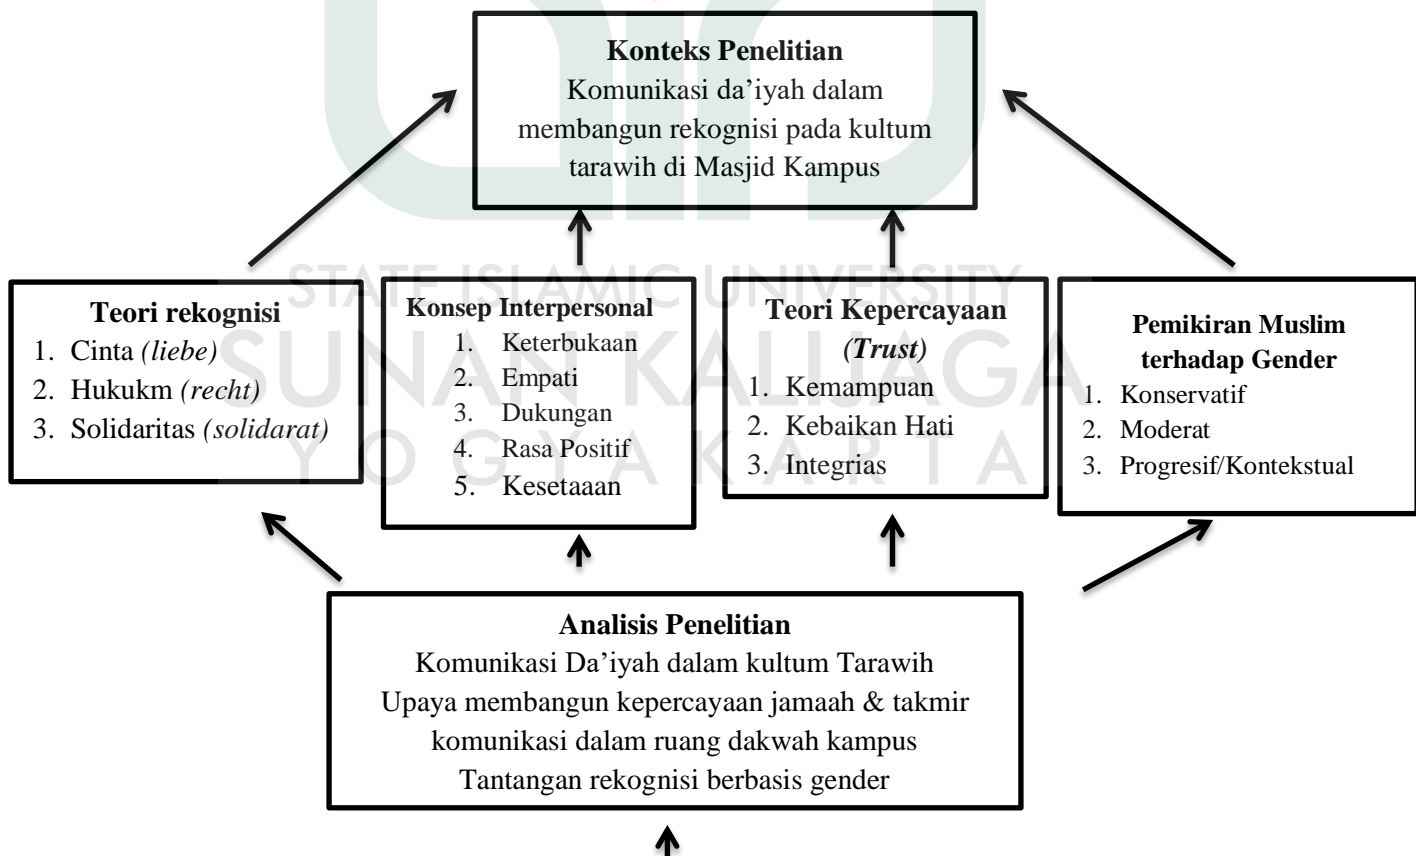 Konteks Penelitian
Komunikasi da’iyah dalam
membangun rekognisi pada kultum
tarawih di Masjid Kampus
STATE ISLAMIC UNIVERSITY
SUNAN KALIJAGA
YOGYAKARTA
Teori rekognisi
1. Cinta (liebe)
2. Hukukm (recht)
3. Solidaritas (solidarat)
Konsep Interpersonal
1. Keterbukaan
2. Empati
3. Dukungan
4. Rasa Positif
5. Kesetaaan
Teori Kepercayaan
(Trust)
1. Kemampuan
2. Kebaikan Hati
3. Integrias
Pemikiran Muslim
terhadap Gender
1. Konservatif
2. Moderat
3. Progresif/Kontekstual
Analisis Penelitian
Komunikasi Da’iyah dalam kultum Tarawih
Upaya membangun kepercayaan jamaah & takmir
komunikasi dalam ruang dakwah kampus
Tantangan rekognisi berbasis gender